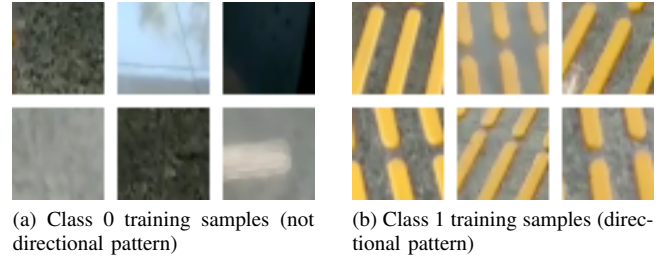 (a) Class 0 training samples (not
directional pattern)
(b) Class 1 training samples (direc-
tional pattern)